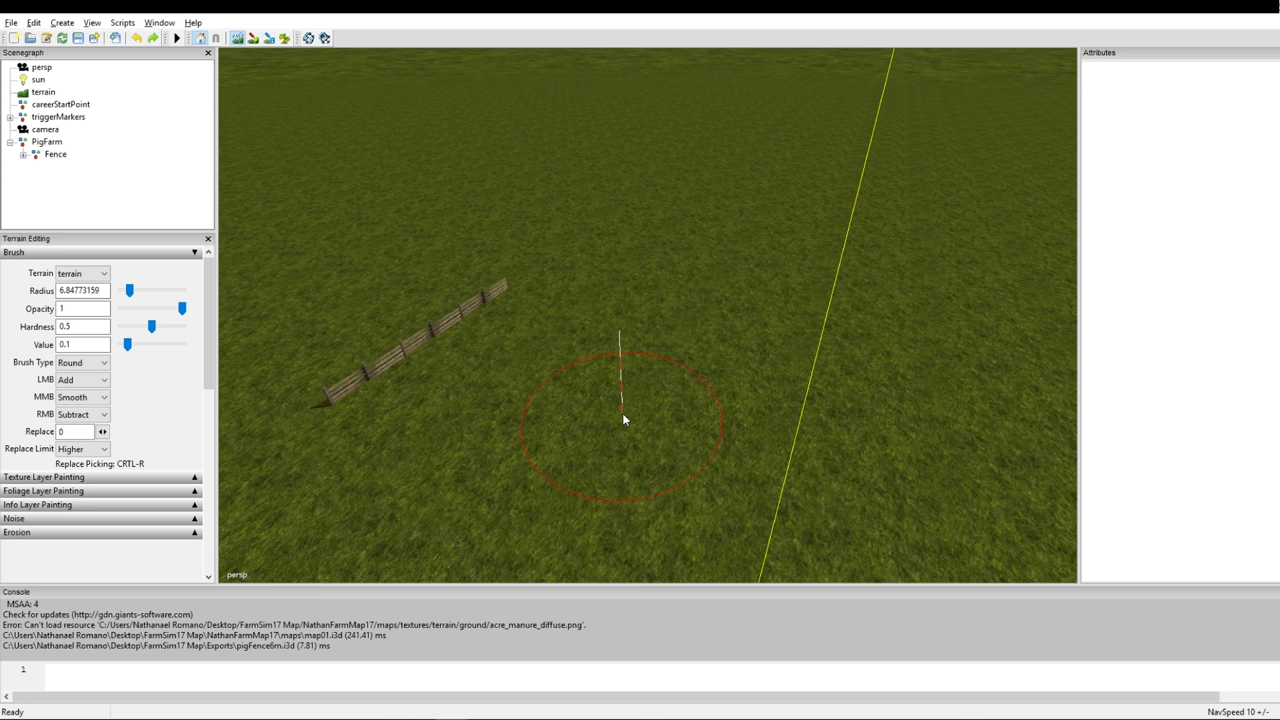 File Edit Create View Scripts Window Help
Scenegraph
persp
sun
terrain
careerStartPoint
triggerMarkers
camera
PigFarm
Fence
Terrain Editing
Brush
Terrain terrain
Radius 6.84773159
Opacity 1
Hardness 0.5
Value 0.1
Brush Type Round
LMB Add
MMB Smooth
RMB Subtract
Replace 0
Replace Limit Higher
Replace Picking: CRTL-R
Texture Layer Painting
Foliage Layer Painting
Info Layer Painting
Noise
Erosion
persp
Attributes
Console
MSAA: 4
Check for updates (http://gdn.giants-software.com)
Error: Can't load resource 'C:/Users/Nathanael Romano/Desktop/FarmSim17 Map/NathanFarmMap17/maps/textures/terrain/ground/acre_manure_diffuse.png'.
C:\Users\Nathanael Romano\Desktop\FarmSim17 Map\NathanFarmMap17\maps\map01.i3d (241.41) ms
C:\Users\Nathanael Romano\Desktop\FarmSim17 Map\Exports\pigFence6m.i3d (7.81) ms
1
Ready
NavSpeed 10 +/-